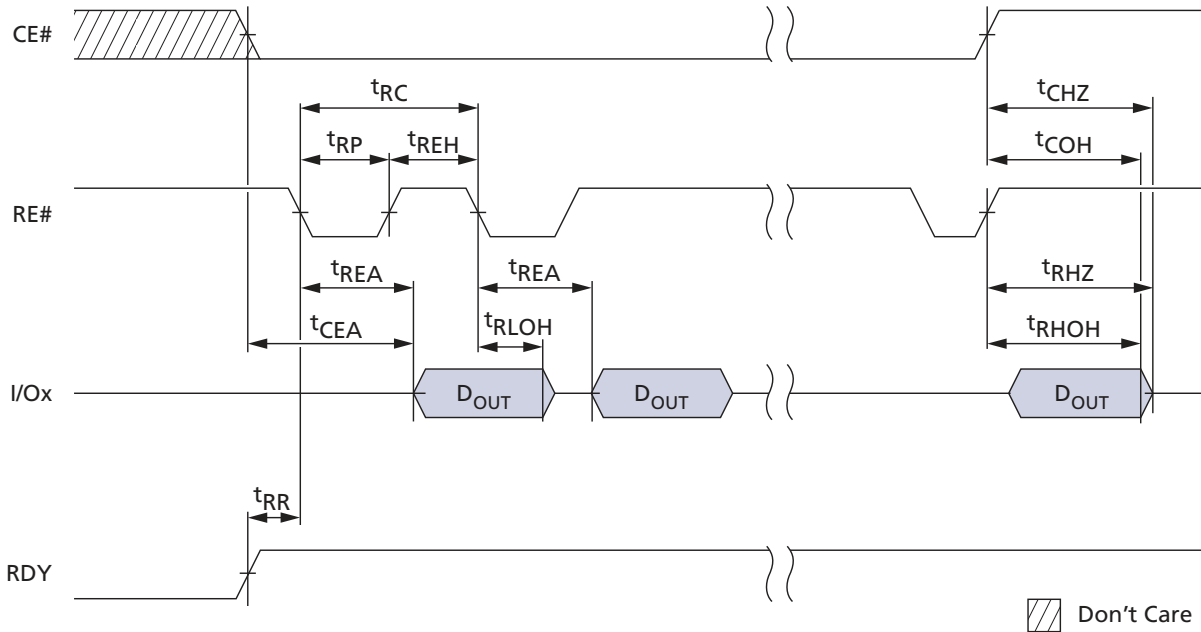 CE#
tRC
tCHZ
tRP
tREH
tCOH
RE#
tREA
tREA
tRHZ
tCEA
tRLOH
tRHOH
I/Ox
DOUT
DOUT
DOUT
tRR
RDY
Don't Care